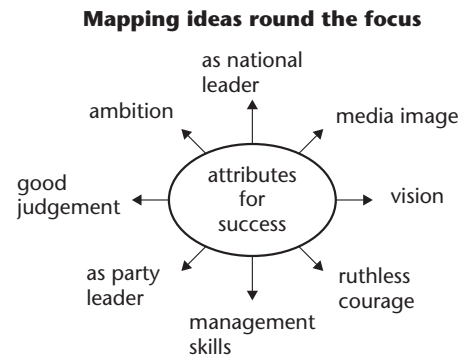 Mapping ideas round the focus
as national
leader
ambition
media image
attributes
for
success
good
judgement
vision
as party
leader
ruthless
courage
management
skills